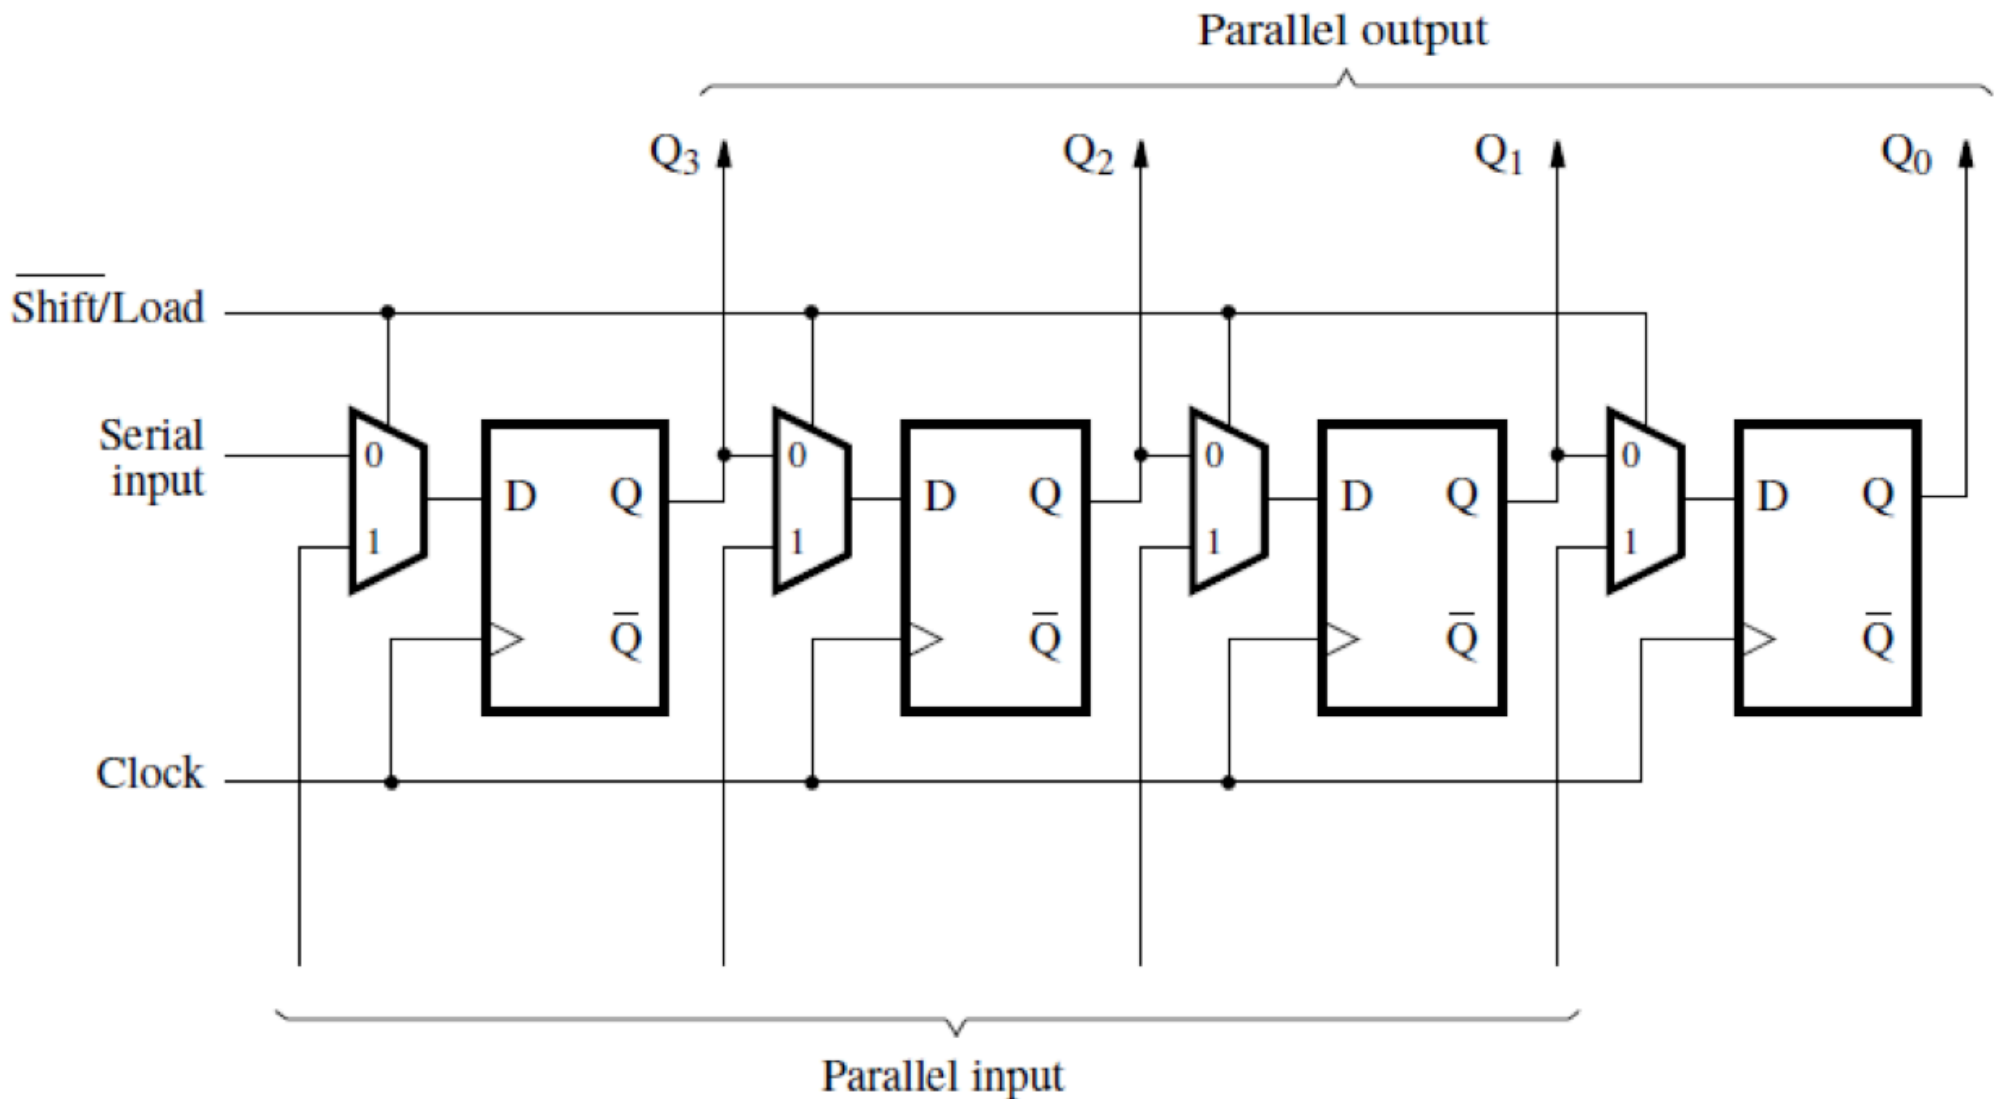 Parallel output
Q3 Q2 Q1 Q0
S̅h̅i̅f̅t̅/Load
Serial
input
0 0 0 0
D Q D Q D Q D Q
1 1 1 1
Q̅ Q̅ Q̅ Q̅
Clock
Parallel input